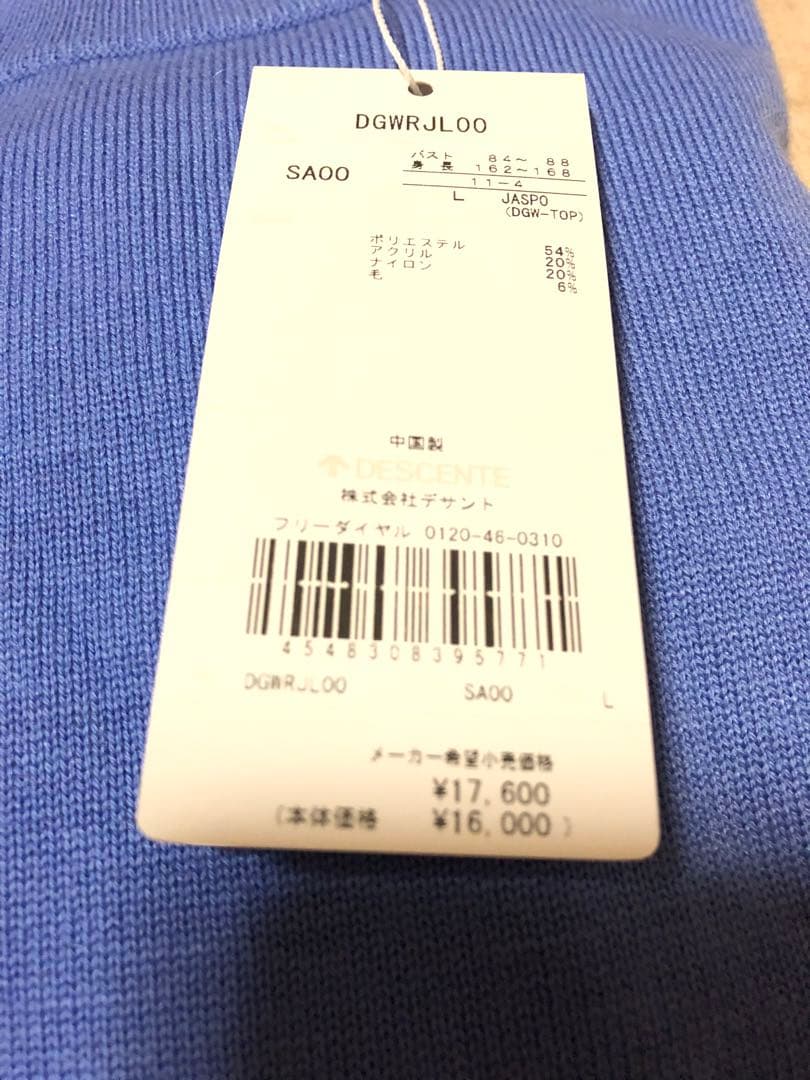 DGWRJL00
SA00
バスト 84～ 88
身 長 162～168
11-4
L JASPO
(DGW-TOP)
ポリエステル 54%
アクリル 20%
ナイロン 20%
毛 6%
中国製
DESCENTE
株式会社デサント
フリーダイヤル 0120-46-0310
4548308395771
DGWRJL00 SA00 L
メーカー希望小売価格
¥17,600
(本体価格 ¥16,000)